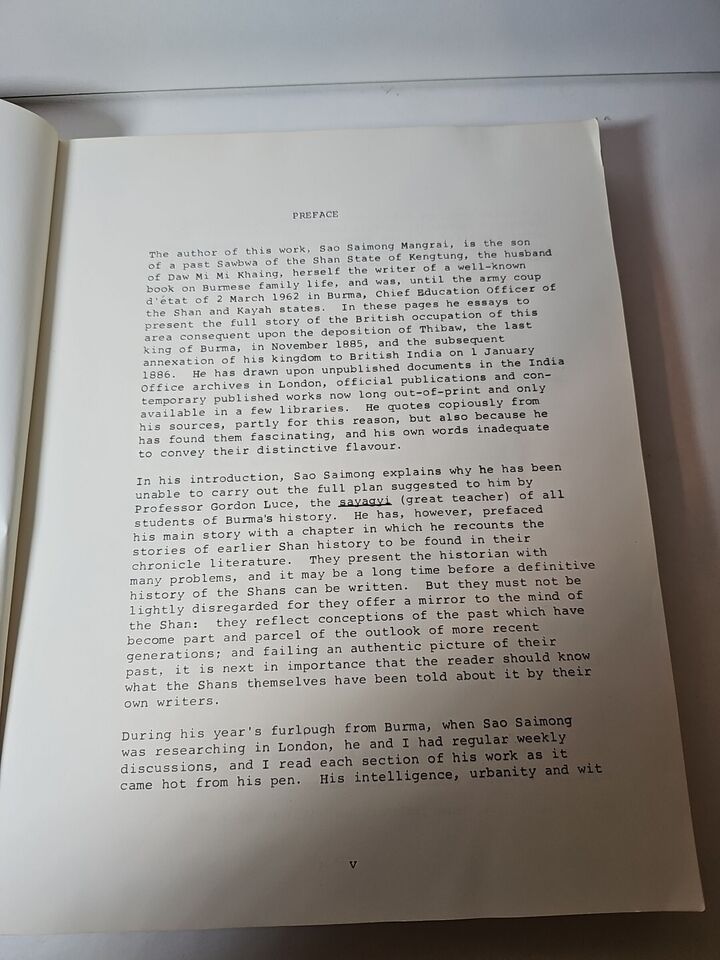 PREFACE
The author of this work, Sao Saimong Mangrai, is the son
of a past Sawbwa of the Shan State of Kengtung, the husband
of Daw Mi Mi Khaing, herself the writer of a well-known
book on Burmese family life, and was, until the army coup
d'état of 2 March 1962 in Burma, Chief Education Officer of
the Shan and Kayah states. In these pages he essays to
present the full story of the British occupation of this
area consequent upon the deposition of Thibaw, the last
king of Burma, in November 1885, and the subsequent
annexation of his kingdom to British India on 1 January
1886. He has drawn upon unpublished documents in the India
Office archives in London, official publications and con-
temporary published works now long out-of-print and only
available in a few libraries. He quotes copiously from
his sources, partly for this reason, but also because he
has found them fascinating, and his own words inadequate
to convey their distinctive flavour.
In his introduction, Sao Saimong explains why he has been
unable to carry out the full plan suggested to him by
Professor Gordon Luce, the sayagyi (great teacher) of all
students of Burma's history. He has, however, prefaced
his main story with a chapter in which he recounts the
stories of earlier Shan history to be found in their
chronicle literature. They present the historian with
many problems, and it may be a long time before a definitive
history of the Shans can be written. But they must not be
lightly disregarded for they offer a mirror to the mind of
the Shan: they reflect conceptions of the past which have
become part and parcel of the outlook of more recent
generations; and failing an authentic picture of their
past, it is next in importance that the reader should know
what the Shans themselves have been told about it by their
own writers.
During his year's furlough from Burma, when Sao Saimong
was researching in London, he and I had regular weekly
discussions, and I read each section of his work as it
came hot from his pen. His intelligence, urbanity and wit
V